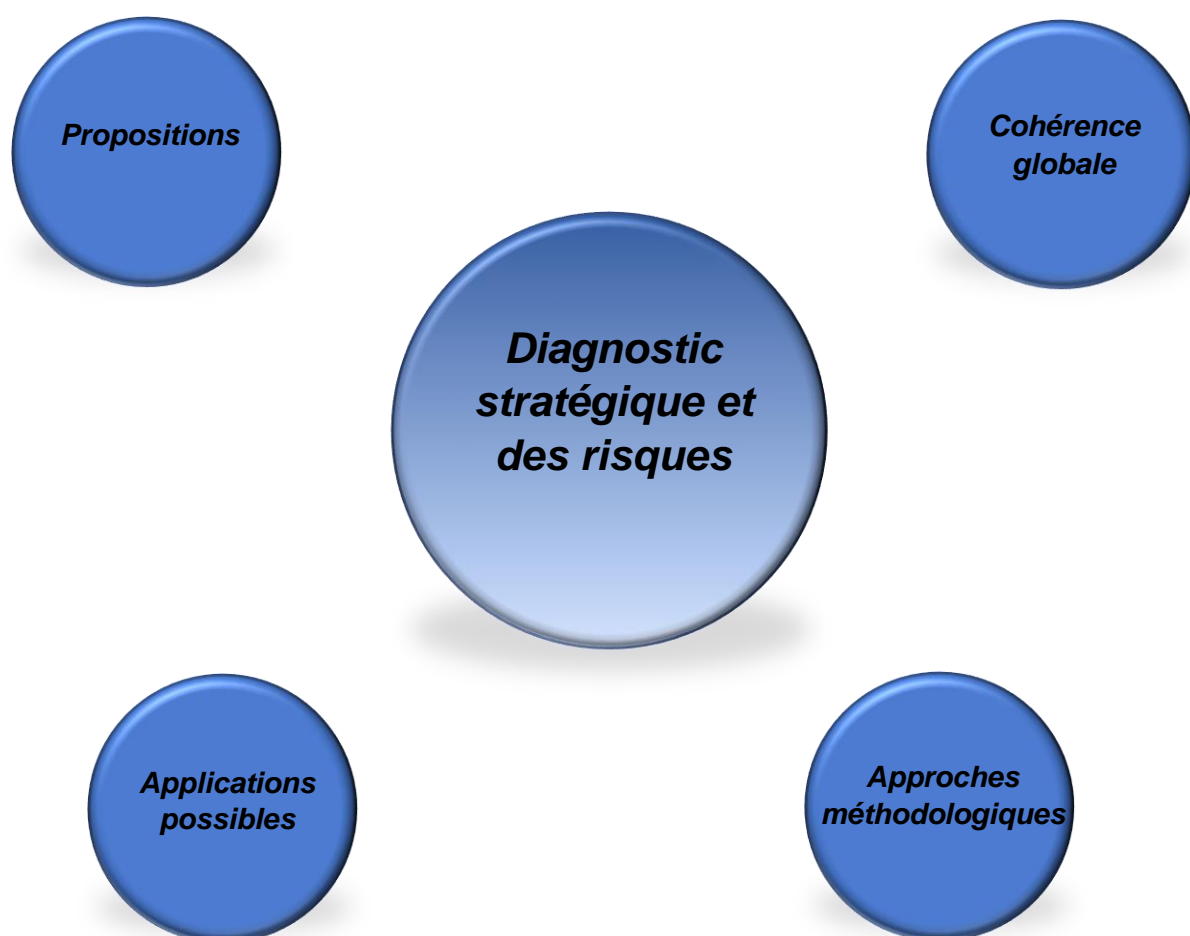 Propositions
Cohérence
globale
Diagnostic
stratégique et
des risques
Applications
possibles
Approches
méthodologiques